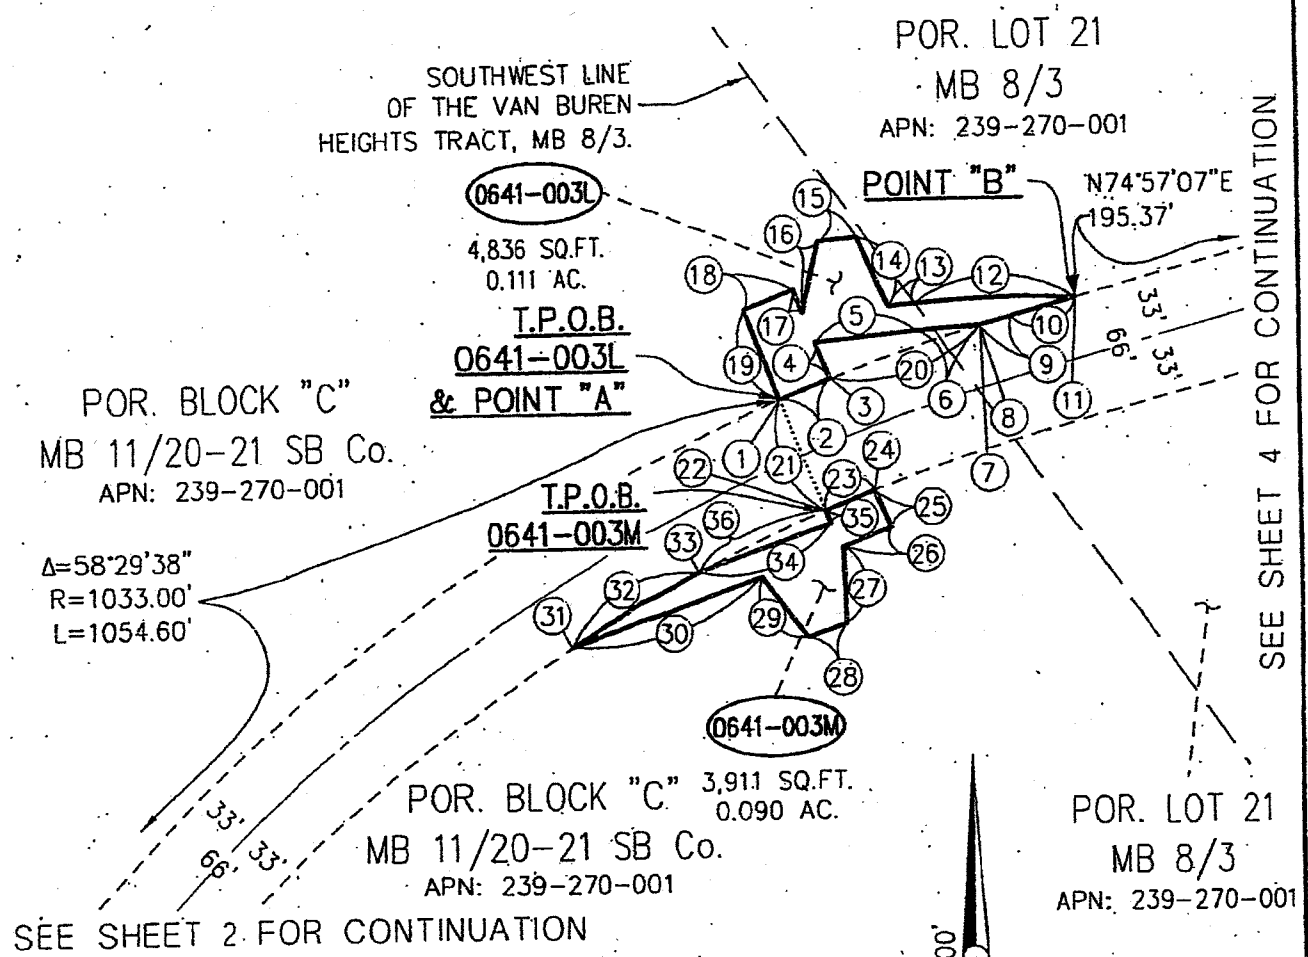 POR. LOT 21
MB 8/3
APN: 239-270-001
SOUTHWEST LINE
OF THE VAN BUREN
HEIGHTS TRACT, MB 8/3.
0641-003L
4,836 SQ.FT.
0.111 AC.
T.P.O.B.
0641-003L
& POINT "A"
POINT "B"
N74°57'07"E
195.37'
SEE SHEET 4 FOR CONTINUATION
15
16
18
17
14
13
12
5
4
19
20
10
9
33'
66'
33'
3
6
8
11
1
2
7
21
22
23
24
POR. BLOCK "C"
MB 11/20-21 SB Co.
APN: 239-270-001
T.P.O.B.
0641-003M
36
35
25
33
34
26
32
27
31
30
29
28
Δ=58°29'38"
R=1033.00'
L=1054.60'
0641-003M
3,911 SQ.FT.
0.090 AC.
POR. BLOCK "C"
MB 11/20-21 SB Co.
APN: 239-270-001
33'
66'
33'
POR. LOT 21
MB 8/3
APN: 239-270-001
SEE SHEET 2 FOR CONTINUATION
00'